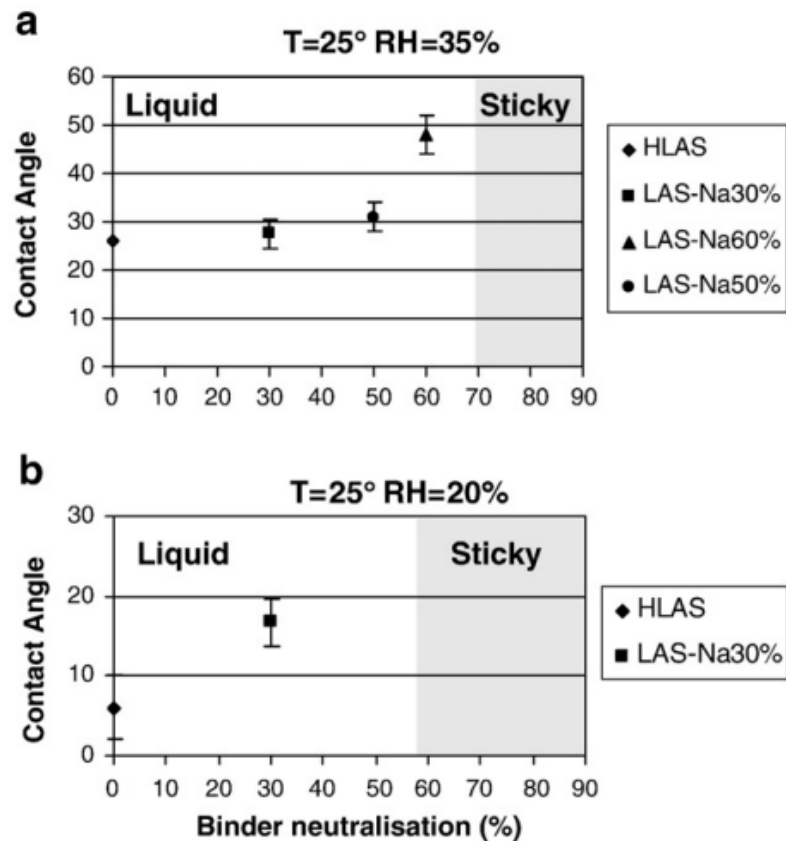 a
T=25° RH=35%
60
50
40
30
20
10
0
Contact Angle
Liquid
Sticky
0 10 20 30 40 50 60 70 80 90
HLAS
LAS-Na30%
LAS-Na60%
LAS-Na50%
b
T=25° RH=20%
30
20
10
0
Contact Angle
Liquid
Sticky
0 10 20 30 40 50 60 70 80 90
Binder neutralisation (%)
HLAS
LAS-Na30%